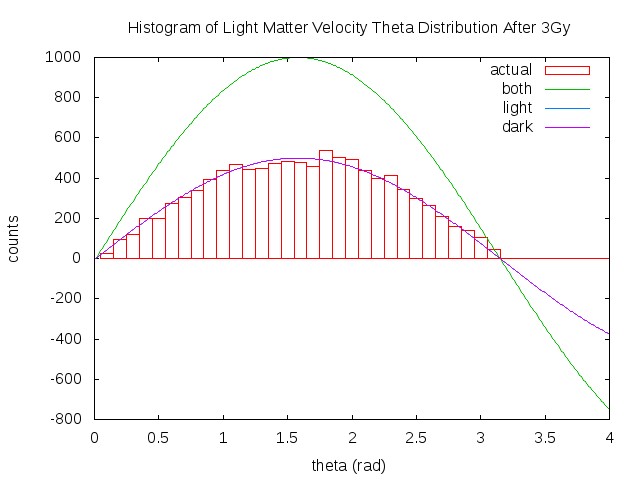 Histogram of Light Matter Velocity Theta Distribution After 3Gy
actual
both
light
dark
1000
800
600
400
200
0
-200
-400
-600
-800
counts
0 0.5 1 1.5 2 2.5 3 3.5 4
theta (rad)